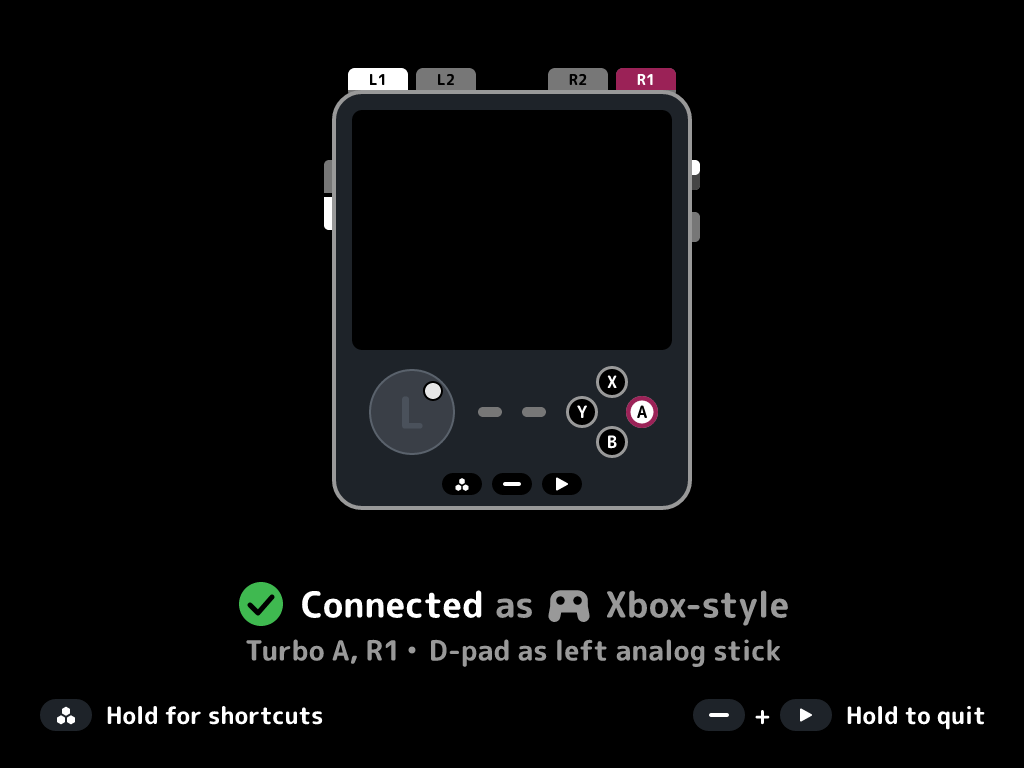 L1 L2 R2 R1
L
X
Y A
B
Connected as Xbox-style
Turbo A, R1 • D-pad as left analog stick
Hold for shortcuts
+ Hold to quit